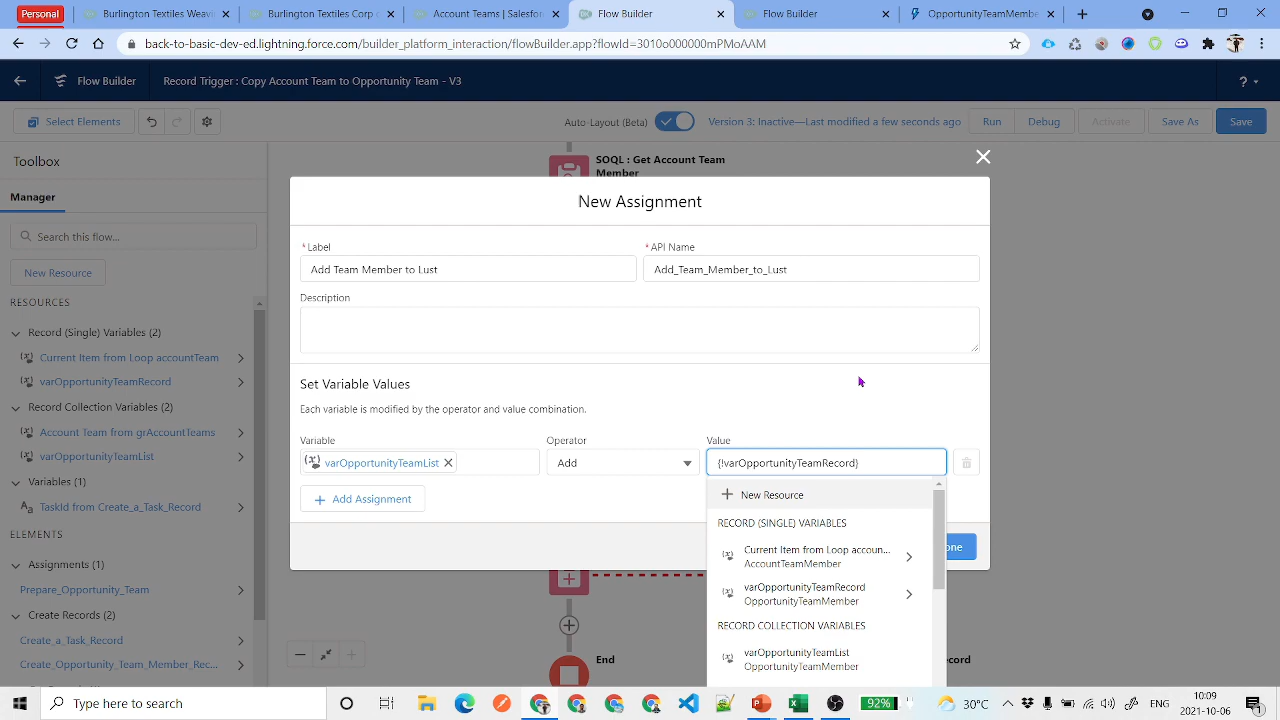 Personal
Burlington Textiles Weavi
Burlington Textiles Corp o
Account Teams | Salesfor
Flow Builder
Flow Builder
OpportunityTeamMembe
back-to-basic-dev-ed.lightning.force.com/builder_platform_interaction/flowBuilder.app?flowId=3010o000000mPMoAAM
Flow Builder
Record Trigger : Copy Account Team to Opportunity Team - V3
?
Select Elements
Auto-Layout (Beta)
Version 3: Inactive—Last modified a few seconds ago
Run
Debug
Activate
Save As
Save
Toolbox
Manager
Search this flow...
New Resource
RESOURCES
Record (Single) Variables (2)
Current Item from Loop accountTeam
varOpportunityTeamRecord
Record Collection Variables (2)
Account Team from grAccountTeams
varOpportunityTeamList
Variables (1)
TaskId from Create_a_Task_Record
ELEMENTS
Assignments (1)
Prepare_Opportunity_Team
Create Records (2)
Create_a_Task_Record
Create_Opportunity_Team_Member_Rec...
SOQL : Get Account Team
Member
New Assignment
* Label
* API Name
Add Team Member to Lust
Add_Team_Member_to_Lust
Description
Set Variable Values
Each variable is modified by the operator and value combination.
Variable
Operator
Value
varOpportunityTeamList
Add
{!varOpportunityTeamRecord}
Add Assignment
New Resource
RECORD (SINGLE) VARIABLES
Current Item from Loop accoun...
AccountTeamMember
varOpportunityTeamRecord
OpportunityTeamMember
RECORD COLLECTION VARIABLES
varOpportunityTeamList
OpportunityTeamMember
one
End
ecord
Type here to search
92%
30°C
10:09
2021-10-06
1